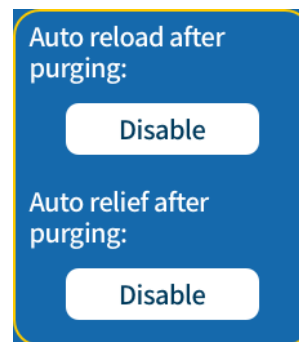 Auto reload after
purging:
Disable
Auto relief after
purging:
Disable